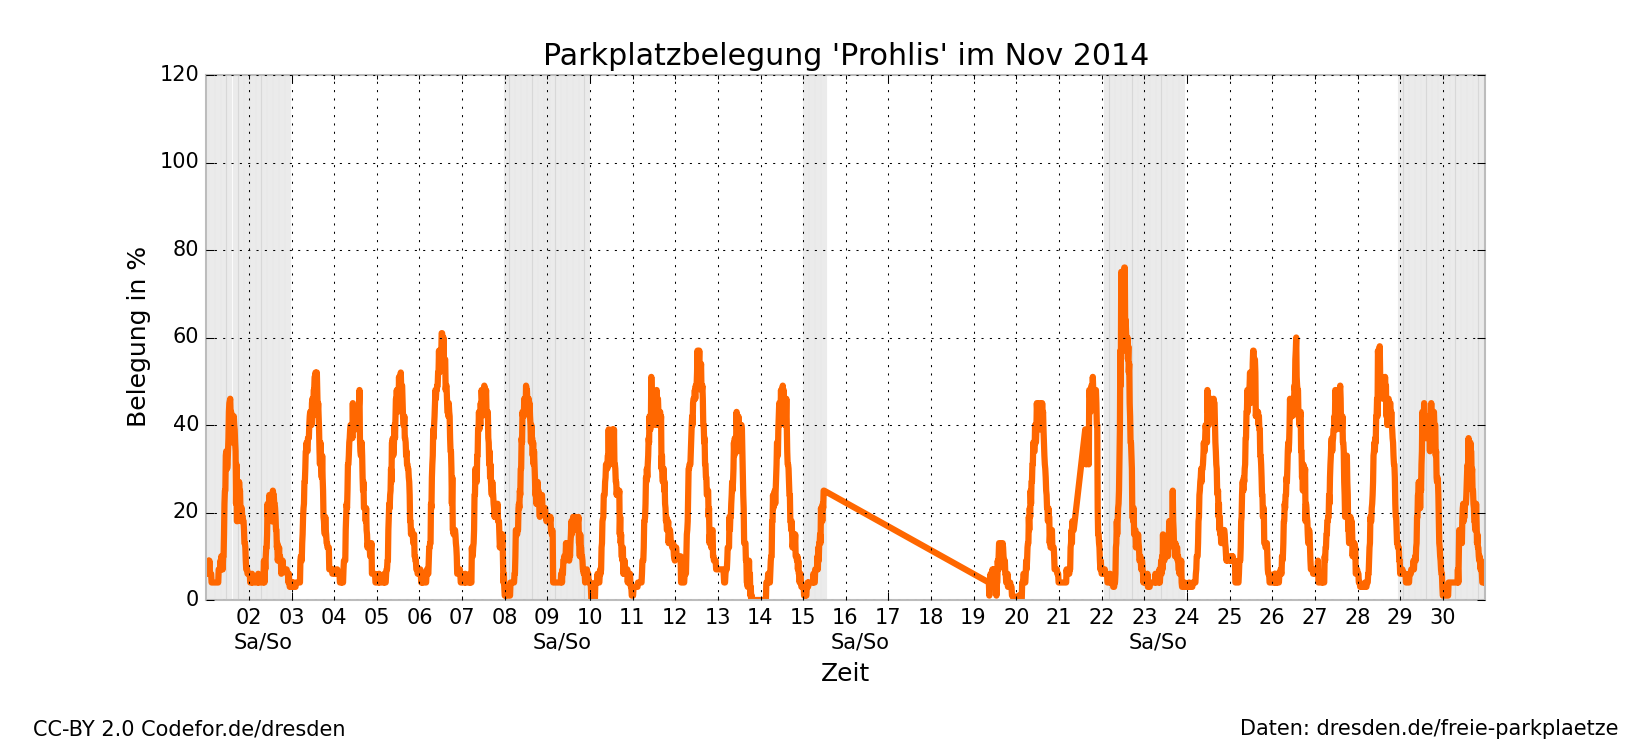 Parkplatzbelegung 'Prohlis' im Nov 2014
120
100
80
60
40
20
0
Belegung in %
02 03 04 05 06 07 08 09 10 11 12 13 14 15 16 17 18 19 20 21 22 23 24 25 26 27 28 29 30
Sa/So Sa/So Sa/So Sa/So
Zeit
CC-BY 2.0 Codefor.de/dresden
Daten: dresden.de/freie-parkplaetze